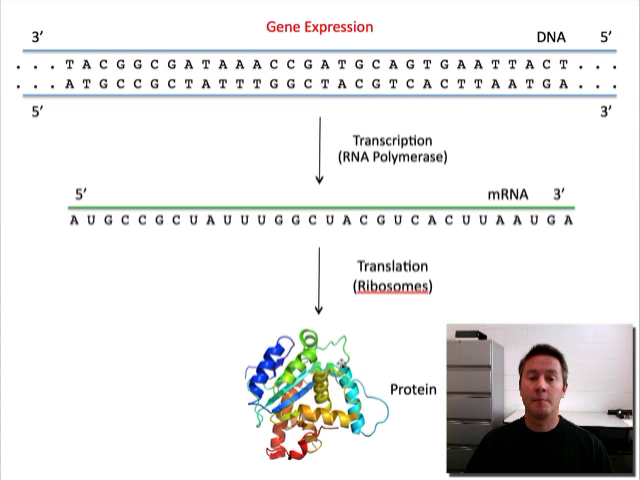 Gene Expression
3′ DNA 5′
. . . T A C G G C G A T A A A C C G A T G C A G T G A A T T A C T . . .
. . . A T G C C G C T A T T T G G C T A C G T C A C T T A A T G A . . .
5′ 3′
Transcription
(RNA Polymerase)
5′ mRNA 3′
A U G C C G C U A U U U G G C U A C G U C A C U U A A U G A
Translation
(Ribosomes)
Protein